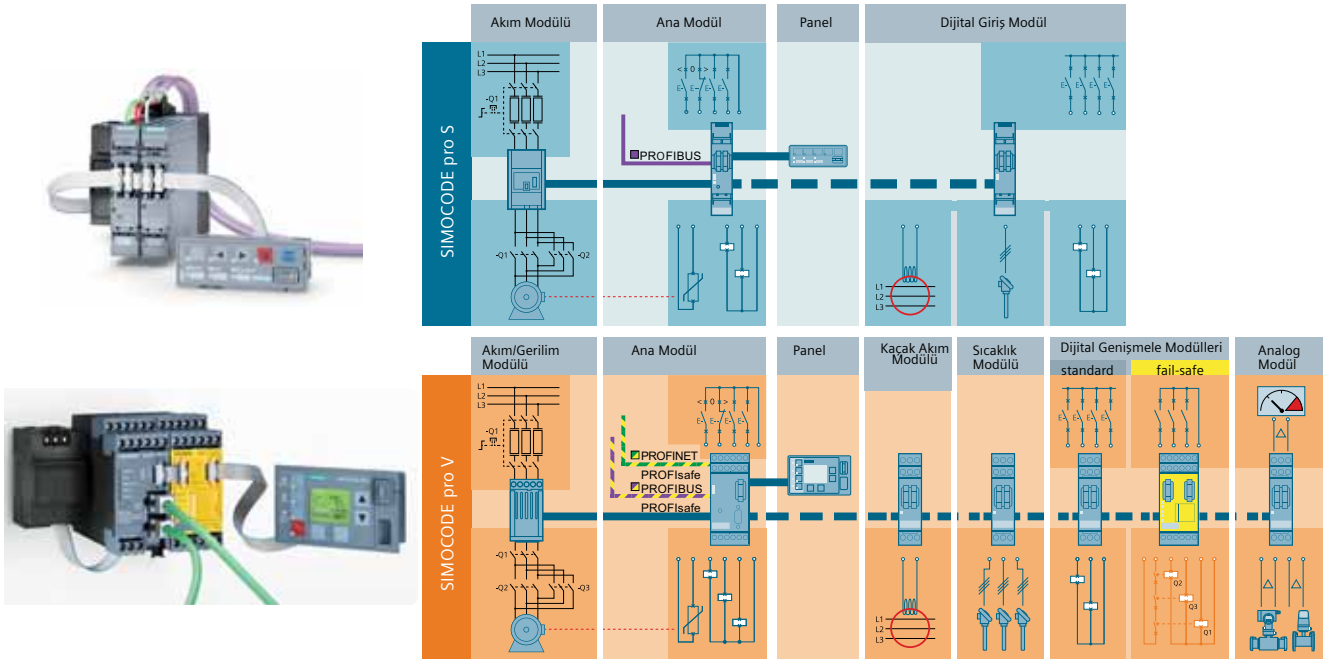 Akım Modülü
Ana Modül
Panel
Dijital Giriş Modül
SIMOCODE pro S
L1
L2
L3
-Q1
< 0 >
E
E
E
E
E
E
E
PROFIBUS
-Q1
-Q2
L1
L2
L3
Akım/Gerilim
Modülü
Ana Modül
Panel
Kaçak Akım
Modülü
Sıcaklık
Modülü
Dijital Genişmele Modülleri
standard
fail-safe
Analog
Modül
SIMOCODE pro V
L1
L2
L3
-Q1
< 0 >
E
E
E
E
PROFINET
PROFIsafe
PROFIBUS
PROFIsafe
-Q1
-Q2
-Q3
L1
L2
L3
Q2
Q3
Q1